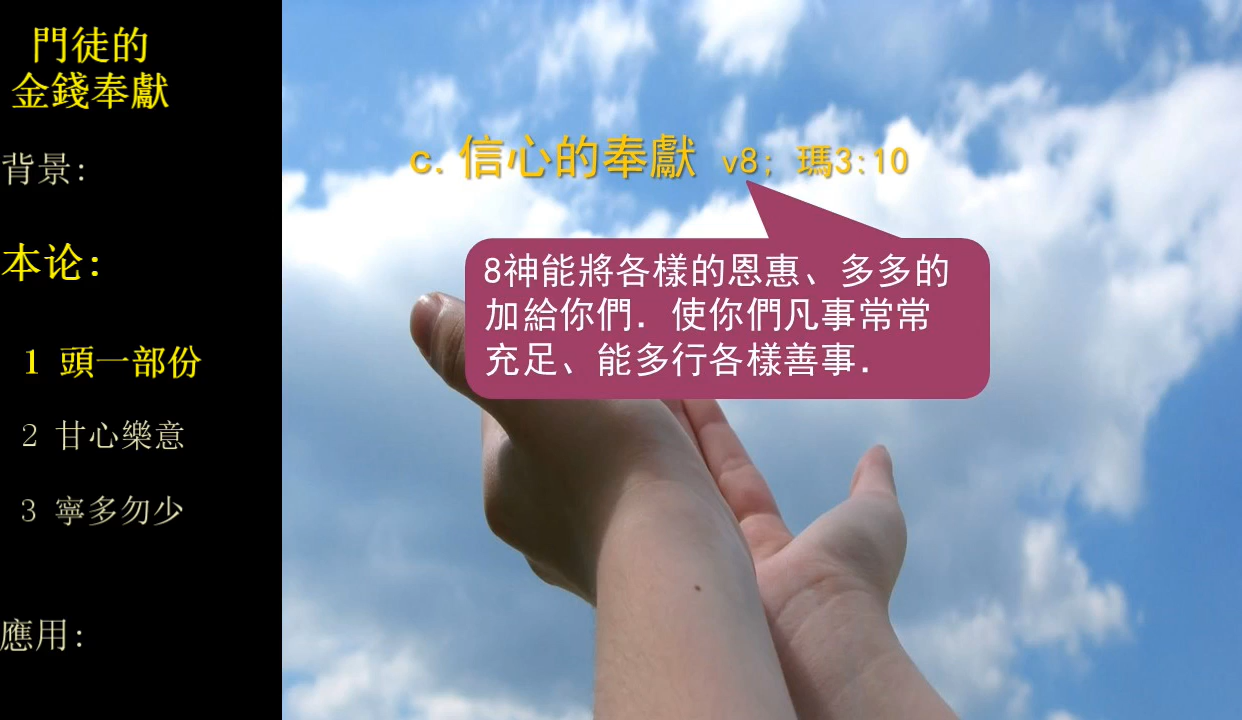 門徒的
金錢奉獻
背景:
本论:
1 頭一部份
2 甘心樂意
3 寧多勿少
應用:
c.信心的奉獻 v8; 瑪3:10
8神能將各樣的恩惠、多多的
加給你們. 使你們凡事常常
充足、能多行各樣善事.